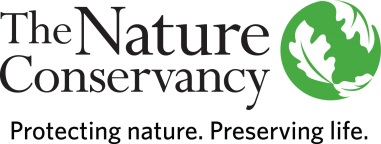 The Nature
Conservancy
Protecting nature. Preserving life.